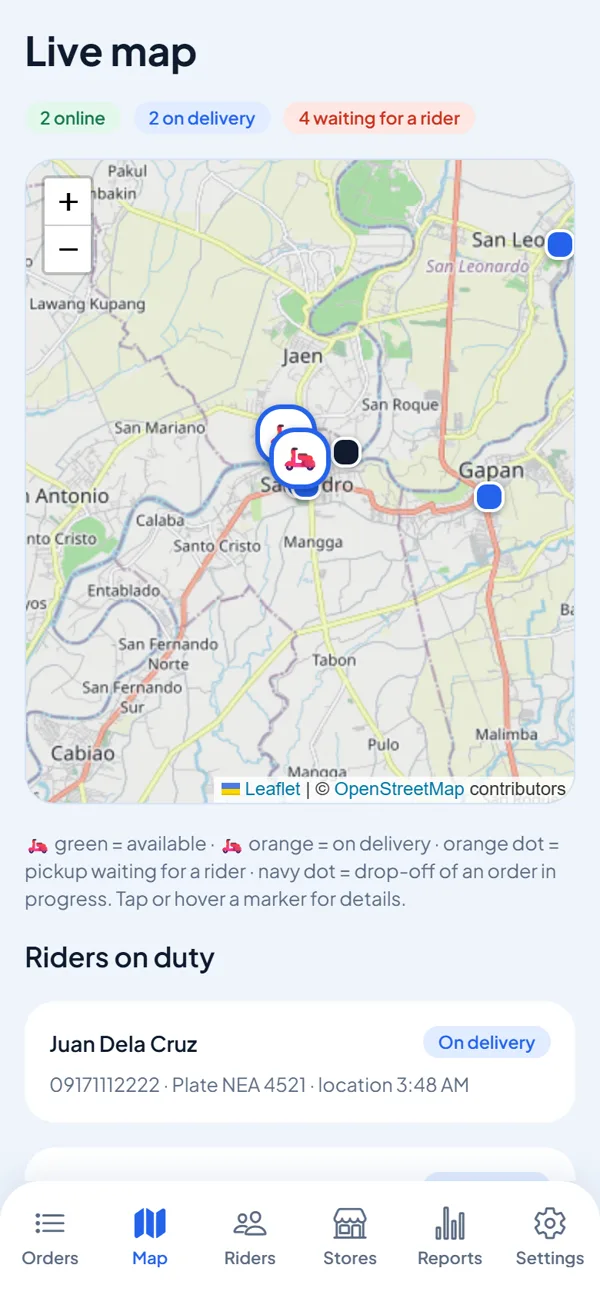 Live map
2 online
2 on delivery
4 waiting for a rider
+
−
Pakul
San Leo
San Leonardo
Lawang Kupang
Jaen
San Roque
San Mariano
Gapan
Antonio
Calaba
Santo Cristo
Mangga
Entablado
San Fernando
Norte
Tabon
San Fernando
Sur
Malimba
Cabiao
Pulo
Mangga
Leaflet | © OpenStreetMap contributors
green = available · orange = on delivery · orange dot =
pickup waiting for a rider · navy dot = drop-off of an order in
progress. Tap or hover a marker for details.
Riders on duty
Juan Dela Cruz
On delivery
09171112222 · Plate NEA 4521 · location 3:48 AM
Orders
Map
Riders
Stores
Reports
Settings